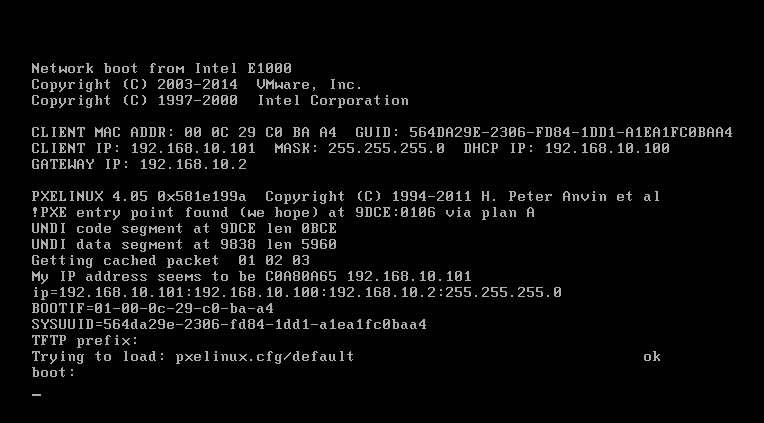 Network boot from Intel E1000
Copyright (C) 2003-2014  VMware, Inc.
Copyright (C) 1997-2000  Intel Corporation
CLIENT MAC ADDR: 00 0C 29 C0 BA A4  GUID: 564DA29E-2306-FD84-1DD1-A1EA1FC0BAA4
CLIENT IP: 192.168.10.101  MASK: 255.255.255.0  DHCP IP: 192.168.10.100
GATEWAY IP: 192.168.10.2
PXELINUX 4.05 0x581e199a  Copyright (C) 1994-2011 H. Peter Anvin et al
!PXE entry point found (we hope) at 9DCE:0106 via plan A
UNDI code segment at 9DCE len 0BCE
UNDI data segment at 9838 len 5960
Getting cached packet  01 02 03
My IP address seems to be C0A80A65 192.168.10.101
ip=192.168.10.101:192.168.10.100:192.168.10.2:255.255.255.0
BOOTIF=01-00-0c-29-c0-ba-a4
SYSUUID=564da29e-2306-fd84-1dd1-a1ea1fc0baa4
TFTP prefix:
Trying to load: pxelinux.cfg/default                                ok
boot:
_